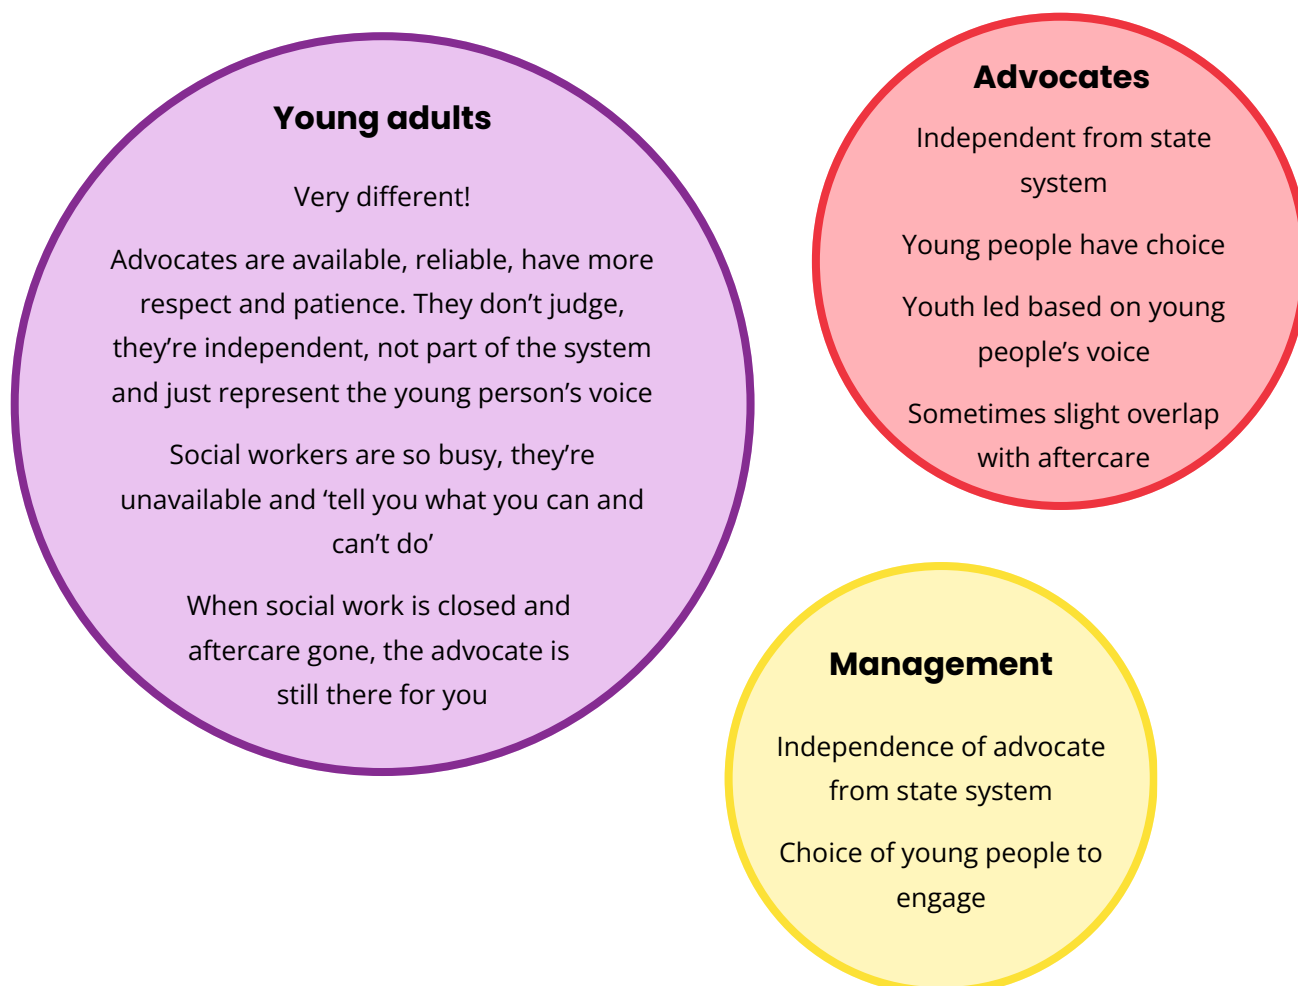 Young adults
Very different!
Advocates are available, reliable, have more
respect and patience. They don’t judge,
they’re independent, not part of the system
and just represent the young person’s voice
Social workers are so busy, they’re
unavailable and ‘tell you what you can and
can’t do’
When social work is closed and
aftercare gone, the advocate is
still there for you
Advocates
Independent from state
system
Young people have choice
Youth led based on young
people’s voice
Sometimes slight overlap
with aftercare
Management
Independence of advocate
from state system
Choice of young people to
engage